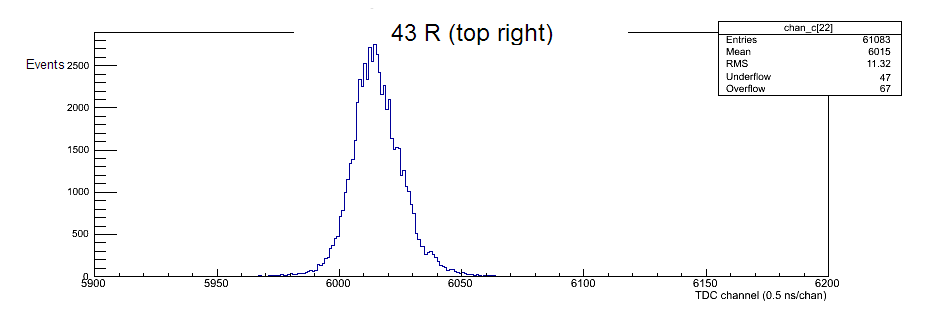 43 R (top right)
chan_c[22]
Entries 61083
Mean 6015
RMS 11.32
Underflow 47
Overflow 67
Events
2500
2000
1500
1000
500
0
5900 5950 6000 6050 6100 6150 6200
TDC channel (0.5 ns/chan)